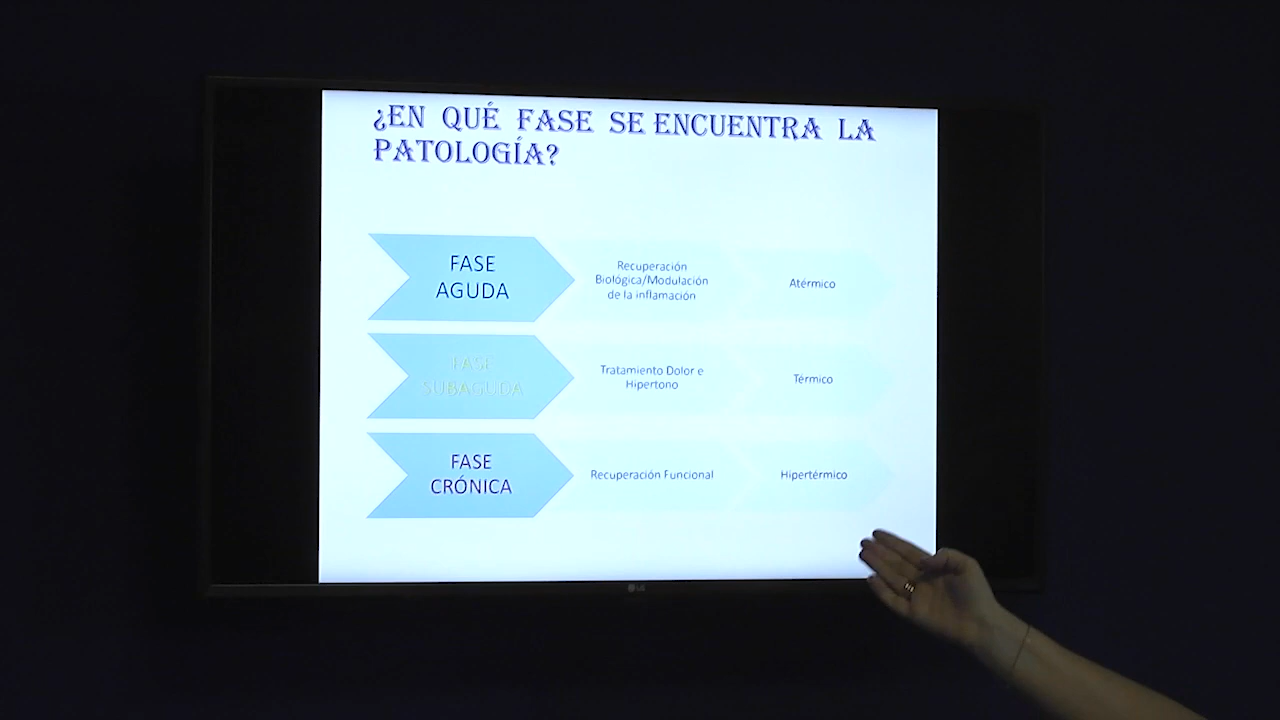 ¿EN QUÉ FASE SE ENCUENTRA LA
PATOLOGÍA?
FASE
AGUDA
Recuperación
Biológica/Modulación
de la inflamación
Atérmico
FASE
SUBAGUDA
Tratamiento Dolor e
Hipertono
Térmico
FASE
CRÓNICA
Recuperación Funcional
Hipertérmico
LG